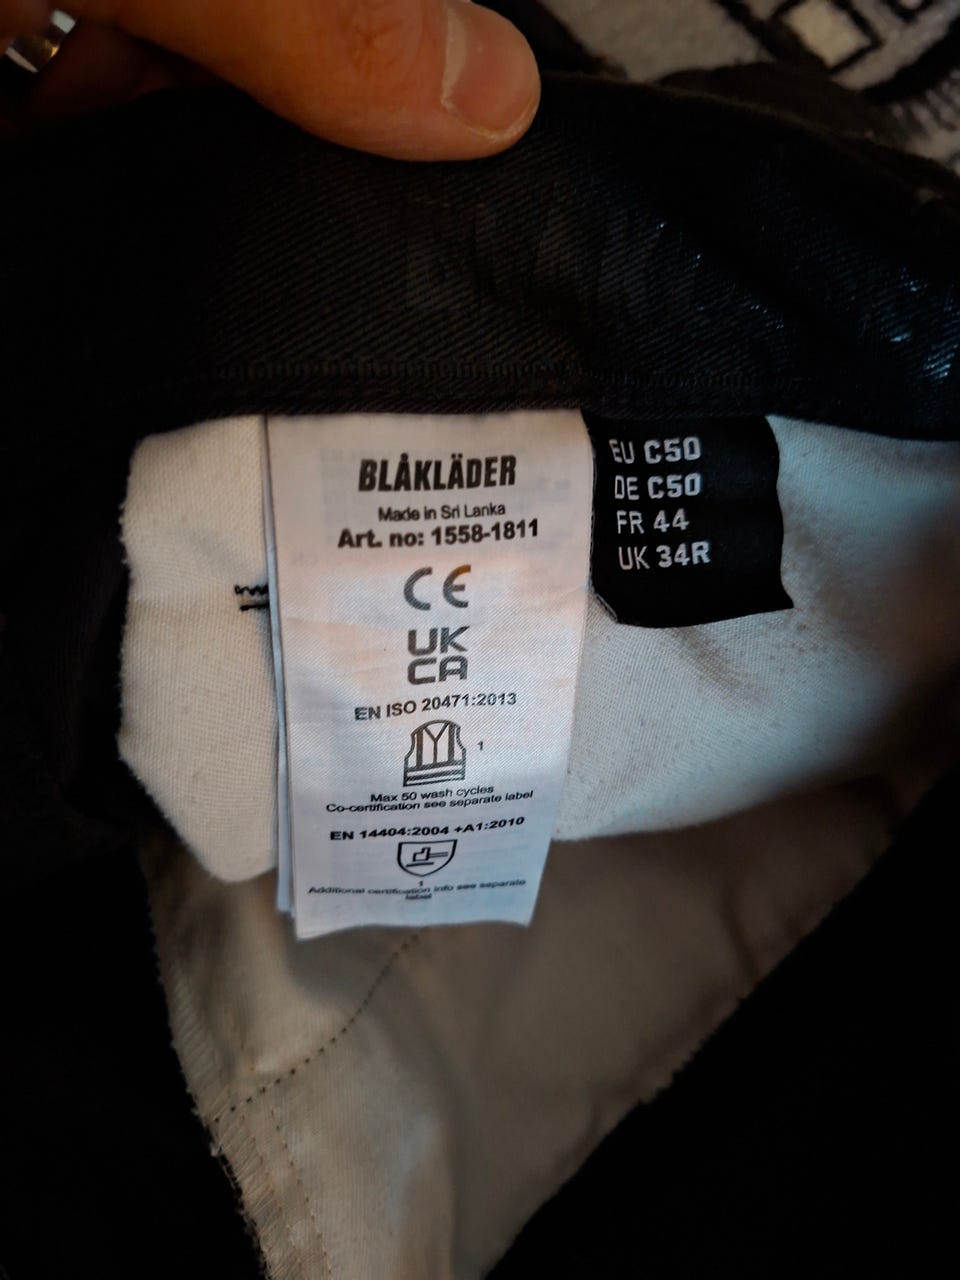 BLÅKLÄDER
Made in Sri Lanka
Art. no: 1558-1811
CE
UK
CA
EN ISO 20471:2013
1
Max 50 wash cycles
Co-certification see separate label
EN 14404:2004 +A1:2010
1
Additional certification info see separate
label
EU C50
DE C50
FR 44
UK 34R